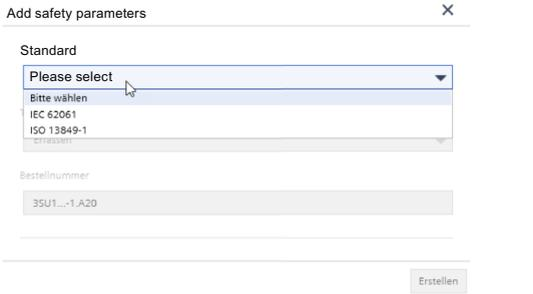 Add safety parameters
Standard
Please select
Bitte wählen
IEC 62061
ISO 13849-1
Erfassen
Bestellnummer
3SU1...-1.A20
Erstellen